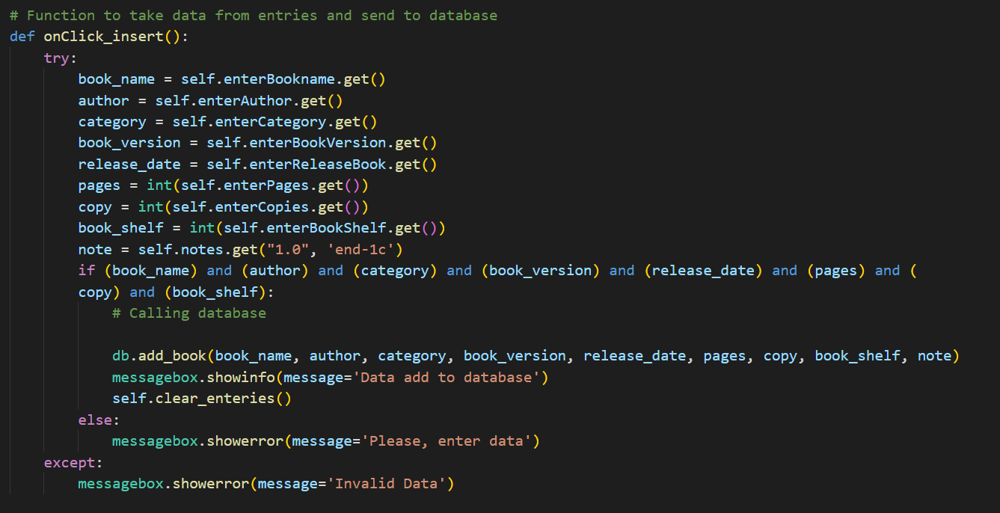 # Function to take data from entries and send to database
def onClick_insert():
    try:
        book_name = self.enterBookname.get()
        author = self.enterAuthor.get()
        category = self.enterCategory.get()
        book_version = self.enterBookVersion.get()
        release_date = self.enterReleaseBook.get()
        pages = int(self.enterPages.get())
        copy = int(self.enterCopies.get())
        book_shelf = int(self.enterBookShelf.get())
        note = self.notes.get("1.0", 'end-1c')
        if (book_name) and (author) and (category) and (book_version) and (release_date) and (pages) and (
        copy) and (book_shelf):
            # Calling database

            db.add_book(book_name, author, category, book_version, release_date, pages, copy, book_shelf, note)
            messagebox.showinfo(message='Data add to database')
            self.clear_enteries()
        else:
            messagebox.showerror(message='Please, enter data')
    except:
        messagebox.showerror(message='Invalid Data')